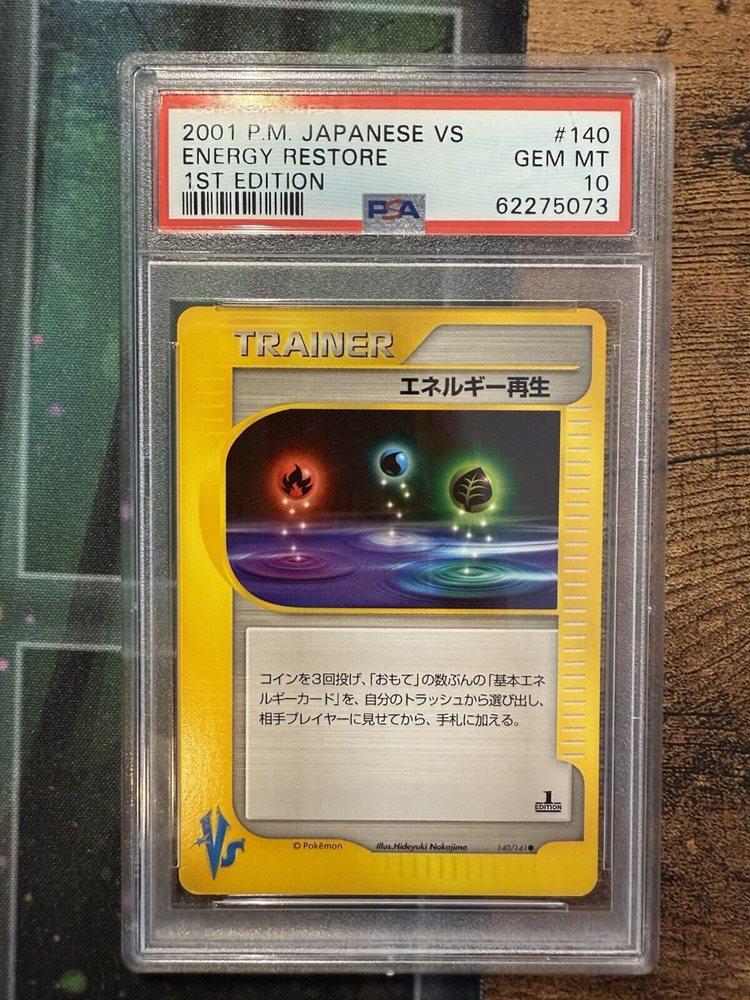 2001 P.M. JAPANESE VS #140
ENERGY RESTORE GEM MT
1ST EDITION 10
PSA 62275073
TRAINER
エネルギー再生
コインを3回投げ、「おもて」の数ぶんの「基本エネ
ルギーカード」を、自分のトラッシュから選び出し、
相手プレイヤーに見せてから、手札に加える。
1
EDITION
VS
©Pokémon Illus.Hideyuki Nakajima 140/141●